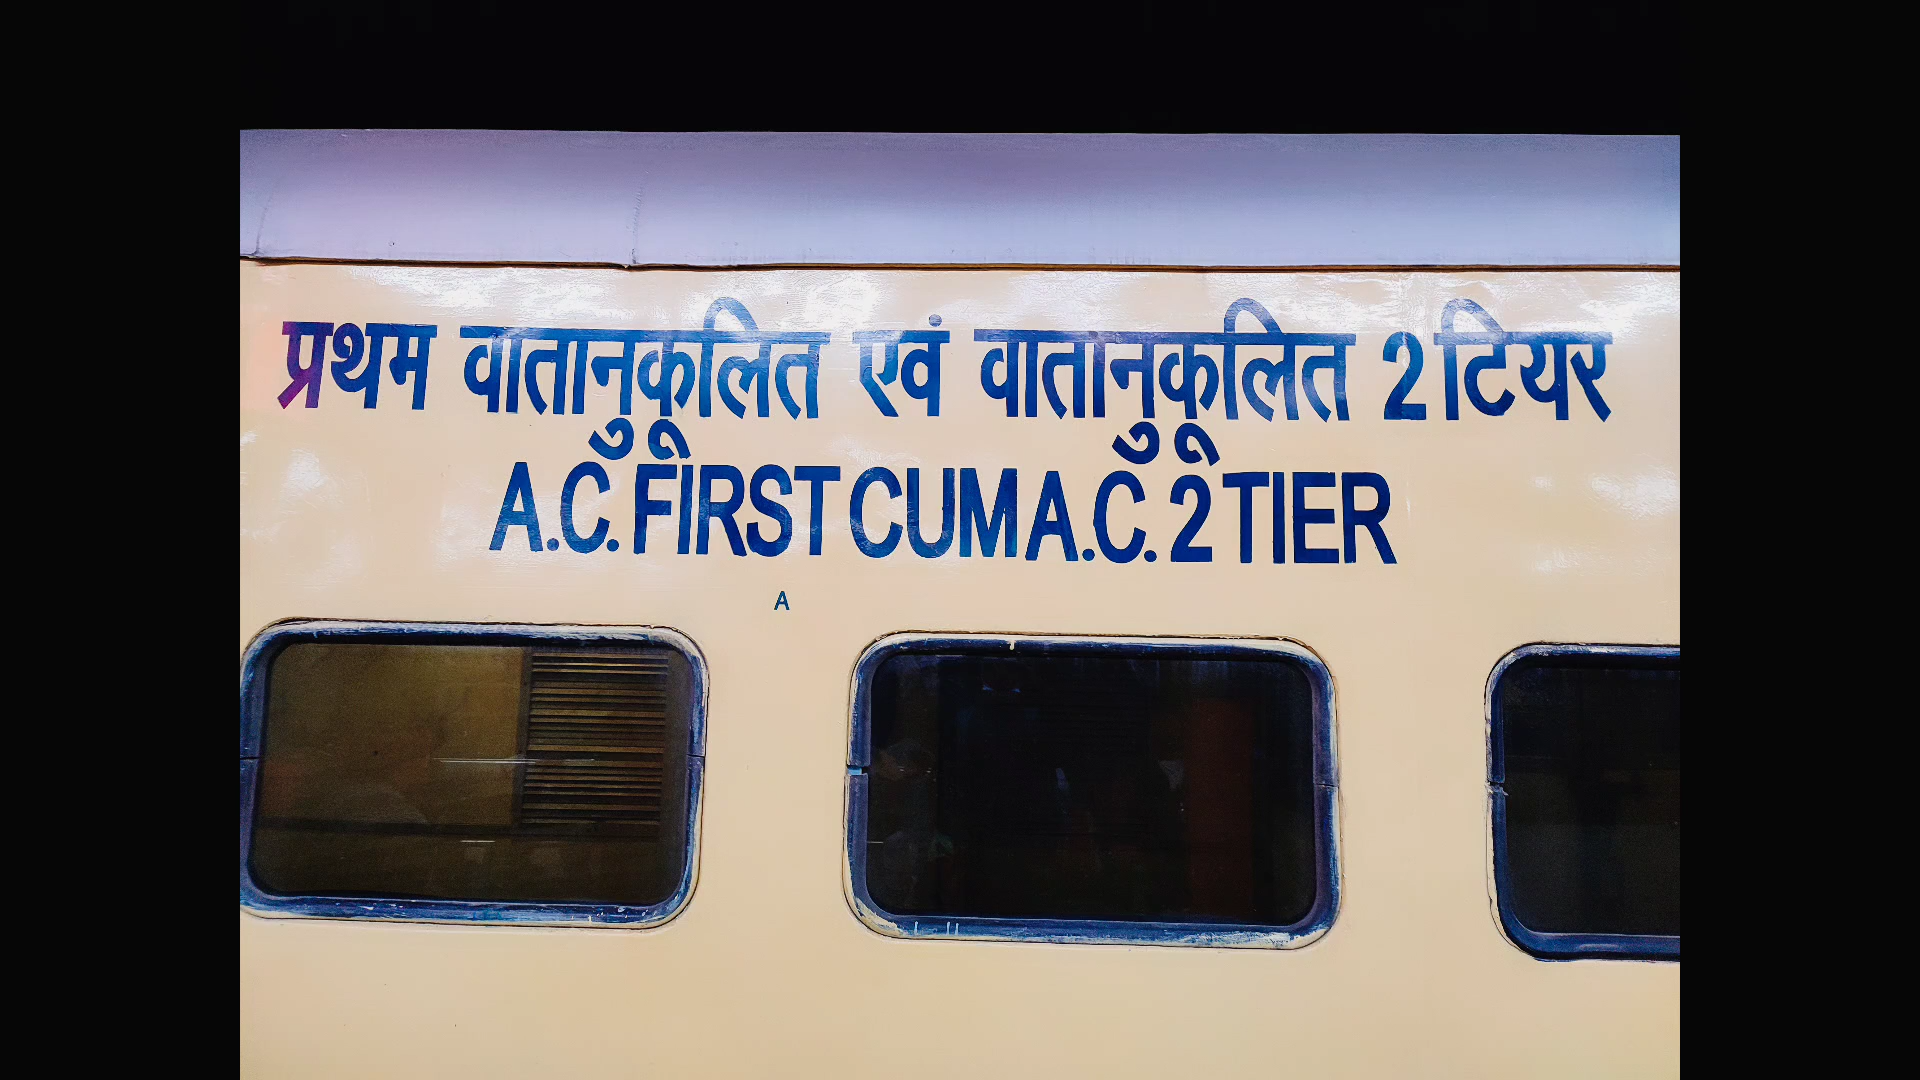 प्रथम वातानुकूलित एवं वातानुकूलित 2 टियर
A.C. FIRST CUM A.C. 2 TIER
A